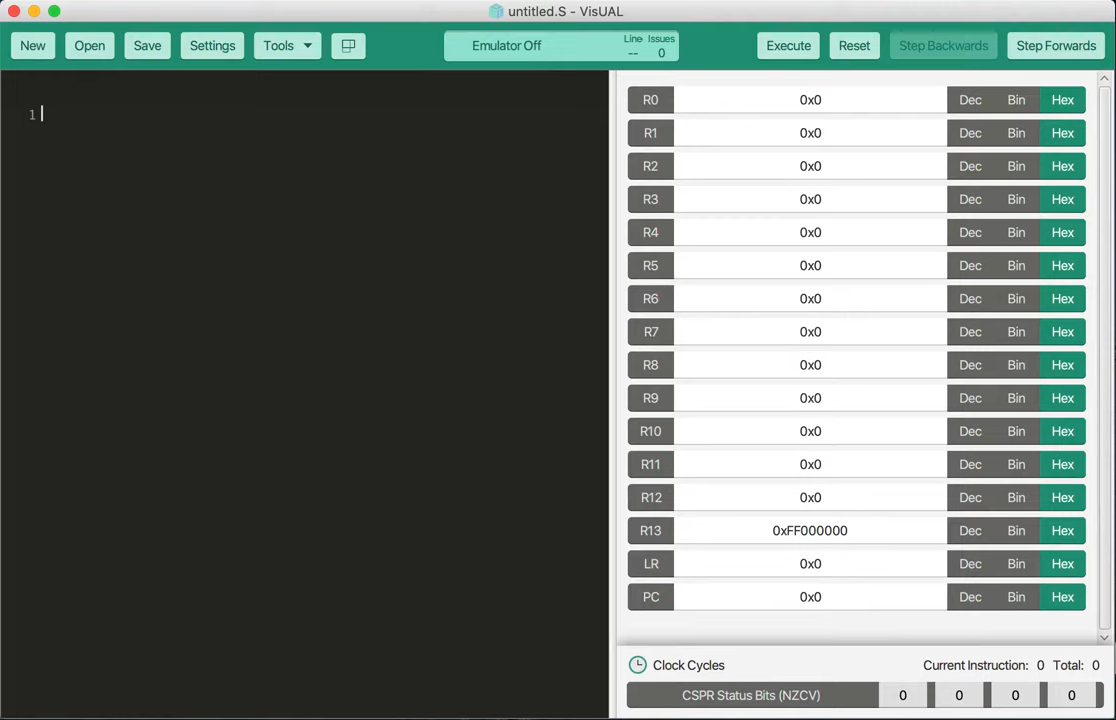 untitled.S - VisUAL
New Open Save Settings Tools Emulator Off Line Issues -- 0 Execute Reset Step Backwards Step Forwards
1
R0 0x0 Dec Bin Hex
R1 0x0 Dec Bin Hex
R2 0x0 Dec Bin Hex
R3 0x0 Dec Bin Hex
R4 0x0 Dec Bin Hex
R5 0x0 Dec Bin Hex
R6 0x0 Dec Bin Hex
R7 0x0 Dec Bin Hex
R8 0x0 Dec Bin Hex
R9 0x0 Dec Bin Hex
R10 0x0 Dec Bin Hex
R11 0x0 Dec Bin Hex
R12 0x0 Dec Bin Hex
R13 0xFF000000 Dec Bin Hex
LR 0x0 Dec Bin Hex
PC 0x0 Dec Bin Hex
Clock Cycles Current Instruction: 0 Total: 0
CSPR Status Bits (NZCV) 0 0 0 0